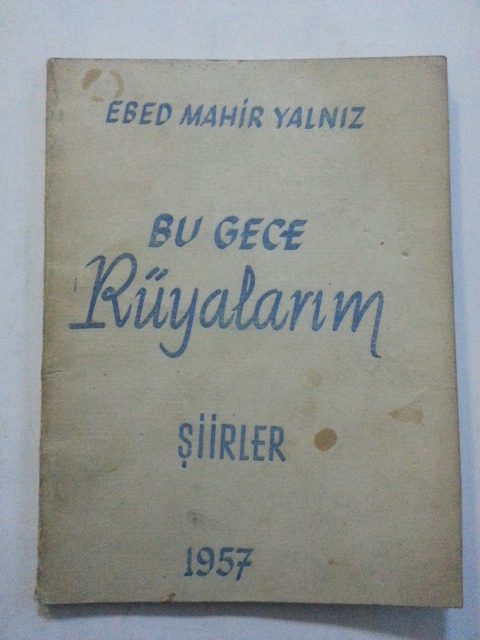 EBED MAHİR YALNIZ
BU GECE
Rüyalarım
ŞİİRLER
1957